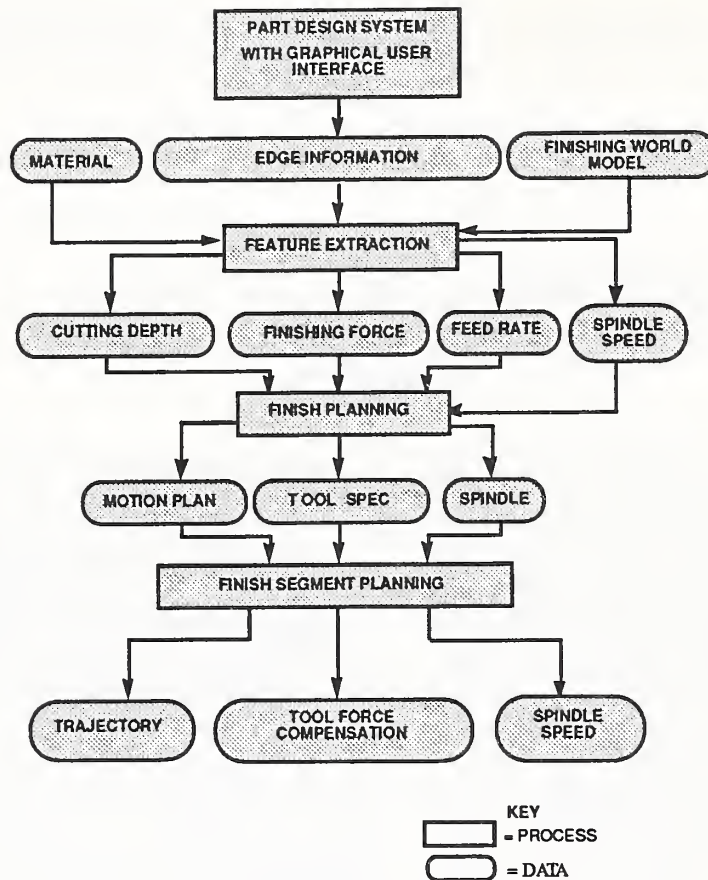 PART DESIGN SYSTEM
WITH GRAPHICAL USER
INTERFACE
MATERIAL
EDGE INFORMATION
FINISHING WORLD
MODEL
FEATURE EXTRACTION
CUTTING DEPTH
FINISHING FORCE
FEED RATE
SPINDLE
SPEED
FINISH PLANNING
MOTION PLAN
TOOL SPEC
SPINDLE
FINISH SEGMENT PLANNING
TRAJECTORY
TOOL FORCE
COMPENSATION
SPINDLE
SPEED
KEY
= PROCESS
= DATA